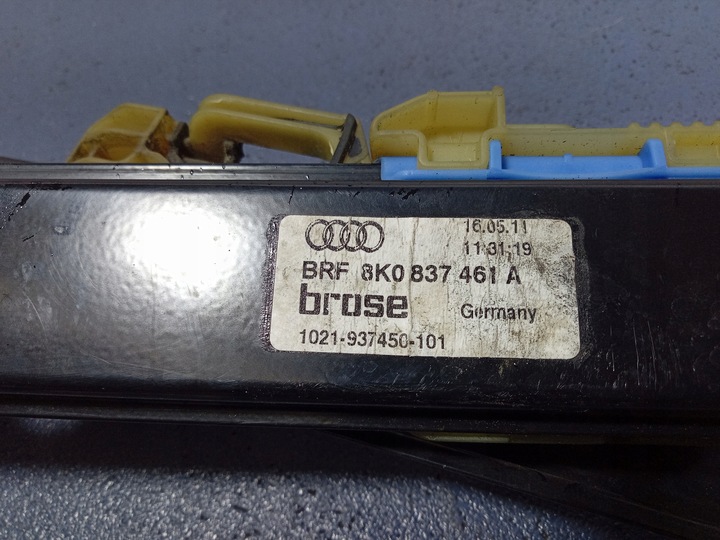 16.05.11
11:31:19
BRF 8K0 837 461 A
brose Germany
1021-937450-101